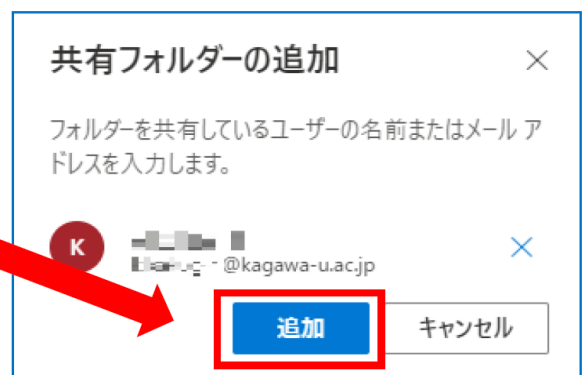 共有フォルダーの追加
フォルダーを共有しているユーザーの名前またはメール ア
ドレスを入力します。
K
@kagawa-u.ac.jp
追加 キャンセル